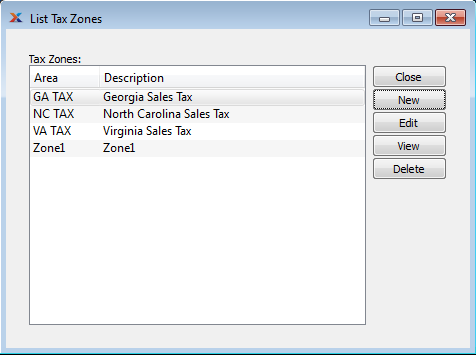 List Tax Zones
Tax Zones:
Area Description
GA TAX Georgia Sales Tax
NC TAX North Carolina Sales Tax
VA TAX Virginia Sales Tax
Zone1 Zone1
Close
New
Edit
View
Delete